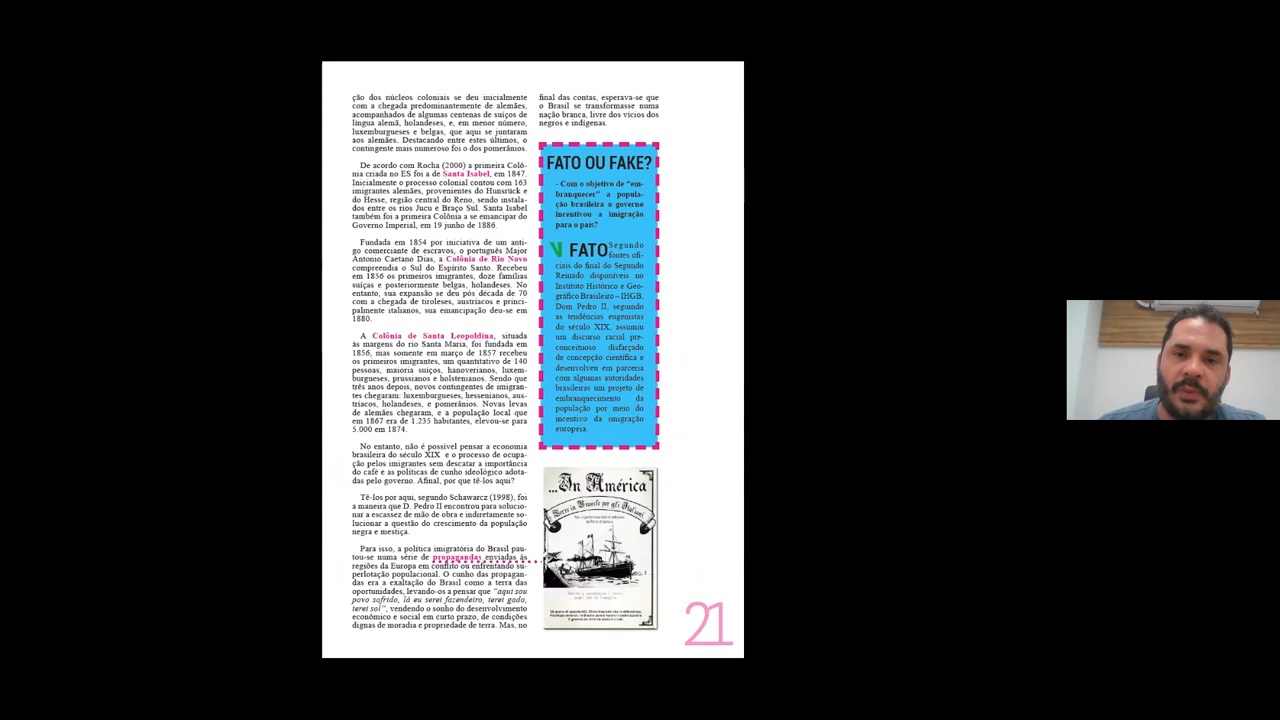 ção dos núcleos coloniais se deu inicialmente
com a chegada predominantemente de alemães,
acompanhados de algumas centenas de suíços de
língua alemã, holandeses, e, em menor número,
luxemburgueses e belgas, que aqui se juntaram
aos alemães. Destacando entre estes últimos, o
contingente mais numeroso foi o dos pomerânios.
De acordo com Rocha (2000) a primeira Colô-
nia criada no ES foi a de Santa Isabel, em 1847.
Inicialmente o processo colonial contou com 163
imigrantes alemães, provenientes do Hunsrück e
do Hesse, região central do Reno, sendo instala-
dos entre os rios Jucu e Braço Sul. Santa Isabel
também foi a primeira Colônia a se emancipar do
Governo Imperial, em 19 junho de 1886.
Fundada em 1854 por iniciativa de um anti-
go comerciante de escravos, o português Major
Antonio Caetano Dias, a Colônia de Rio Novo
compreendia o Sul do Espírito Santo. Recebeu
em 1856 os primeiros imigrantes, doze famílias
suíças e posteriormente belgas, holandeses. No
entanto, sua expansão se deu pós década de 70
com a chegada de tiroleses, austríacos e princi-
palmente italianos, sua emancipação deu-se em
1880.
A Colônia de Santa Leopoldina, situada
às margens do rio Santa Maria, foi fundada em
1856, mas somente em março de 1857 recebeu
os primeiros imigrantes, um quantitativo de 140
pessoas, maioria suíços, hanoverianos, luxem-
burgueses, prussianos e holstenianos. Sendo que
três anos depois, novos contingentes de imigran-
tes chegaram: luxemburgueses, hessenianos, aus-
tríacos, holandeses, e pomerânios. Novas levas
de alemães chegaram, e a população local que
em 1867 era de 1.235 habitantes, elevou-se para
5.000 em 1874.
No entanto, não é possível pensar a economia
brasileira do século XIX e o processo de ocupa-
ção pelos imigrantes sem descatar a importância
do café e as políticas de cunho ideológico adota-
das pelo governo. Afinal, por que tê-los aqui?
Tê-los por aqui, segundo Schawarcz (1998), foi
a maneira que D. Pedro II encontrou para solucio-
nar a escassez de mão de obra e indiretamente so-
lucionar a questão do crescimento da população
negra e mestiça.
Para isso, a política imigratória do Brasil pau-
tou-se numa série de propagandas enviadas às
regiões da Europa em conflito ou enfrentando su-
perlotação populacional. O cunho das propagan-
das era a exaltação do Brasil como a terra das
oportunidades, levando-os a pensar que "aqui sou
povo sofrido, lá eu serei fazendeiro, terei gado,
terei sol", vendendo o sonho do desenvolvimento
econômico e social em curto prazo, de condições
dignas de moradia e propriedade de terra. Mas, no
final das contas, esperava-se que
o Brasil se transformasse numa
nação branca, livre dos vícios dos
negros e indígenas.
FATO OU FAKE?
- Com o objetivo de "em-
branquecer" a popula-
ção brasileira o governo
incentivou a imigração
para o país?
V FATO Segundo
fontes ofi-
ciais do final do Segundo
Reinado disponíveis no
Instituto Histórico e Geo-
gráfico Brasileiro – IHGB,
Dom Pedro II, seguindo
as tendências eugenistas
do século XIX, assumiu
um discurso racial pre-
conceituoso disfarçado
de concepção científica e
desenvolveu em parceria
com algumas autoridades
brasileiras um projeto de
embranquecimento da
população por meio do
incentivo da imigração
europeia.
...In América
Terre in Brasile per gli Italiani
21